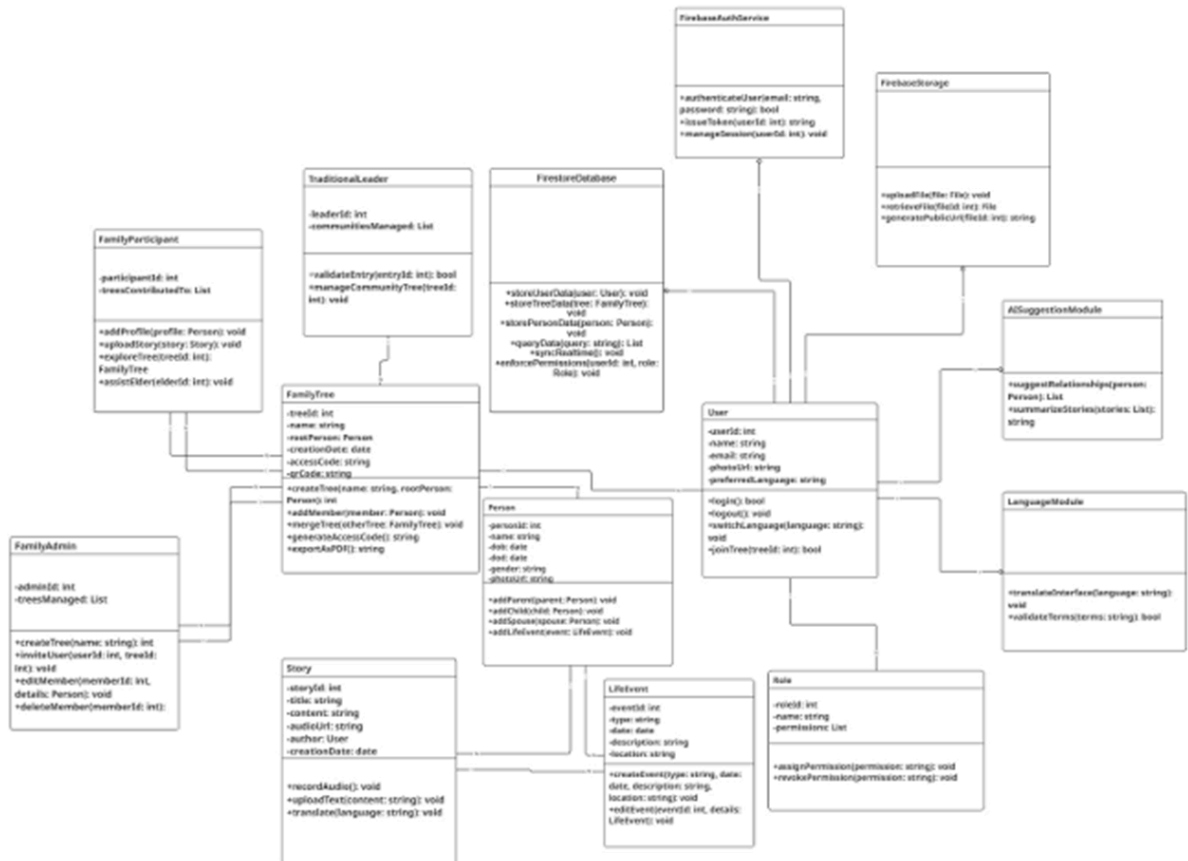 FirebaseAuthService
+authenticateUser(email: string,
password: string): bool
+issueToken(userId: int): string
+manageSession(userId: int): void
FirebaseStorage
+uploadFile(file: File): void
+retrieveFile(fileId: int): File
+generatePublicUrl(fileId: int): string
TraditionalLeader
-leaderId: int
-communitiesManaged: List
+validateEntry(entryId: int): bool
+manageCommunityTree(treeId:
int): void
FirestoreDatabase
+storeUserData(user: User): void
+storeTreeData(tree: FamilyTree):
void
+storePersonData(person: Person):
void
+queryData(query: string): List
+syncRealtime(): void
+enforcePermissions(userId: int, role:
Role): void
FamilyParticipant
-participantId: int
-treesContributedTo: List
+addProfile(profile: Person): void
+uploadStory(story: Story): void
+exploreTree(treeId: int):
FamilyTree
+assistElder(elderId: int): void
AISuggestionModule
+suggestRelationships(person:
Person): List
+summarizeStories(stories: List):
string
FamilyTree
-treeId: int
-name: string
-rootPerson: Person
-creationDate: date
-accessCode: string
-qrCode: string
+createTree(name: string, rootPerson:
Person): int
+addMember(member: Person): void
+mergeTree(otherTree: FamilyTree): void
+generateAccessCode(): string
+exportAsPDF(): string
User
-userId: int
-name: string
-email: string
-photoUrl: string
-preferredLanguage: string
+login(): bool
+logout(): void
+switchLanguage(language: string):
void
+joinTree(treeId: int): bool
Person
-personId: int
-name: string
-dob: date
-dod: date
-gender: string
-photoUrl: string
+addParent(parent: Person): void
+addChild(child: Person): void
+addSpouse(spouse: Person): void
+addLifeEvent(event: LifeEvent): void
LanguageModule
+translateInterface(language: string):
void
+validateTerms(terms: string): bool
FamilyAdmin
-adminId: int
-treesManaged: List
+createTree(name: string): int
+inviteUser(userId: int, treeId:
int): void
+editMember(memberId: int,
details: Person): void
+deleteMember(memberId: int):
Story
-storyId: int
-title: string
-content: string
-audioUrl: string
-author: User
-creationDate: date
+recordAudio(): void
+uploadText(content: string): void
+translate(language: string): void
LifeEvent
-eventId: int
-type: string
-date: date
-description: string
-location: string
+createEvent(type: string, date:
date, description: string,
location: string): void
+editEvent(eventId: int, details:
LifeEvent): void
Role
-roleId: int
-name: string
-permissions: List
+assignPermission(permission: string): void
+revokePermission(permission: string): void